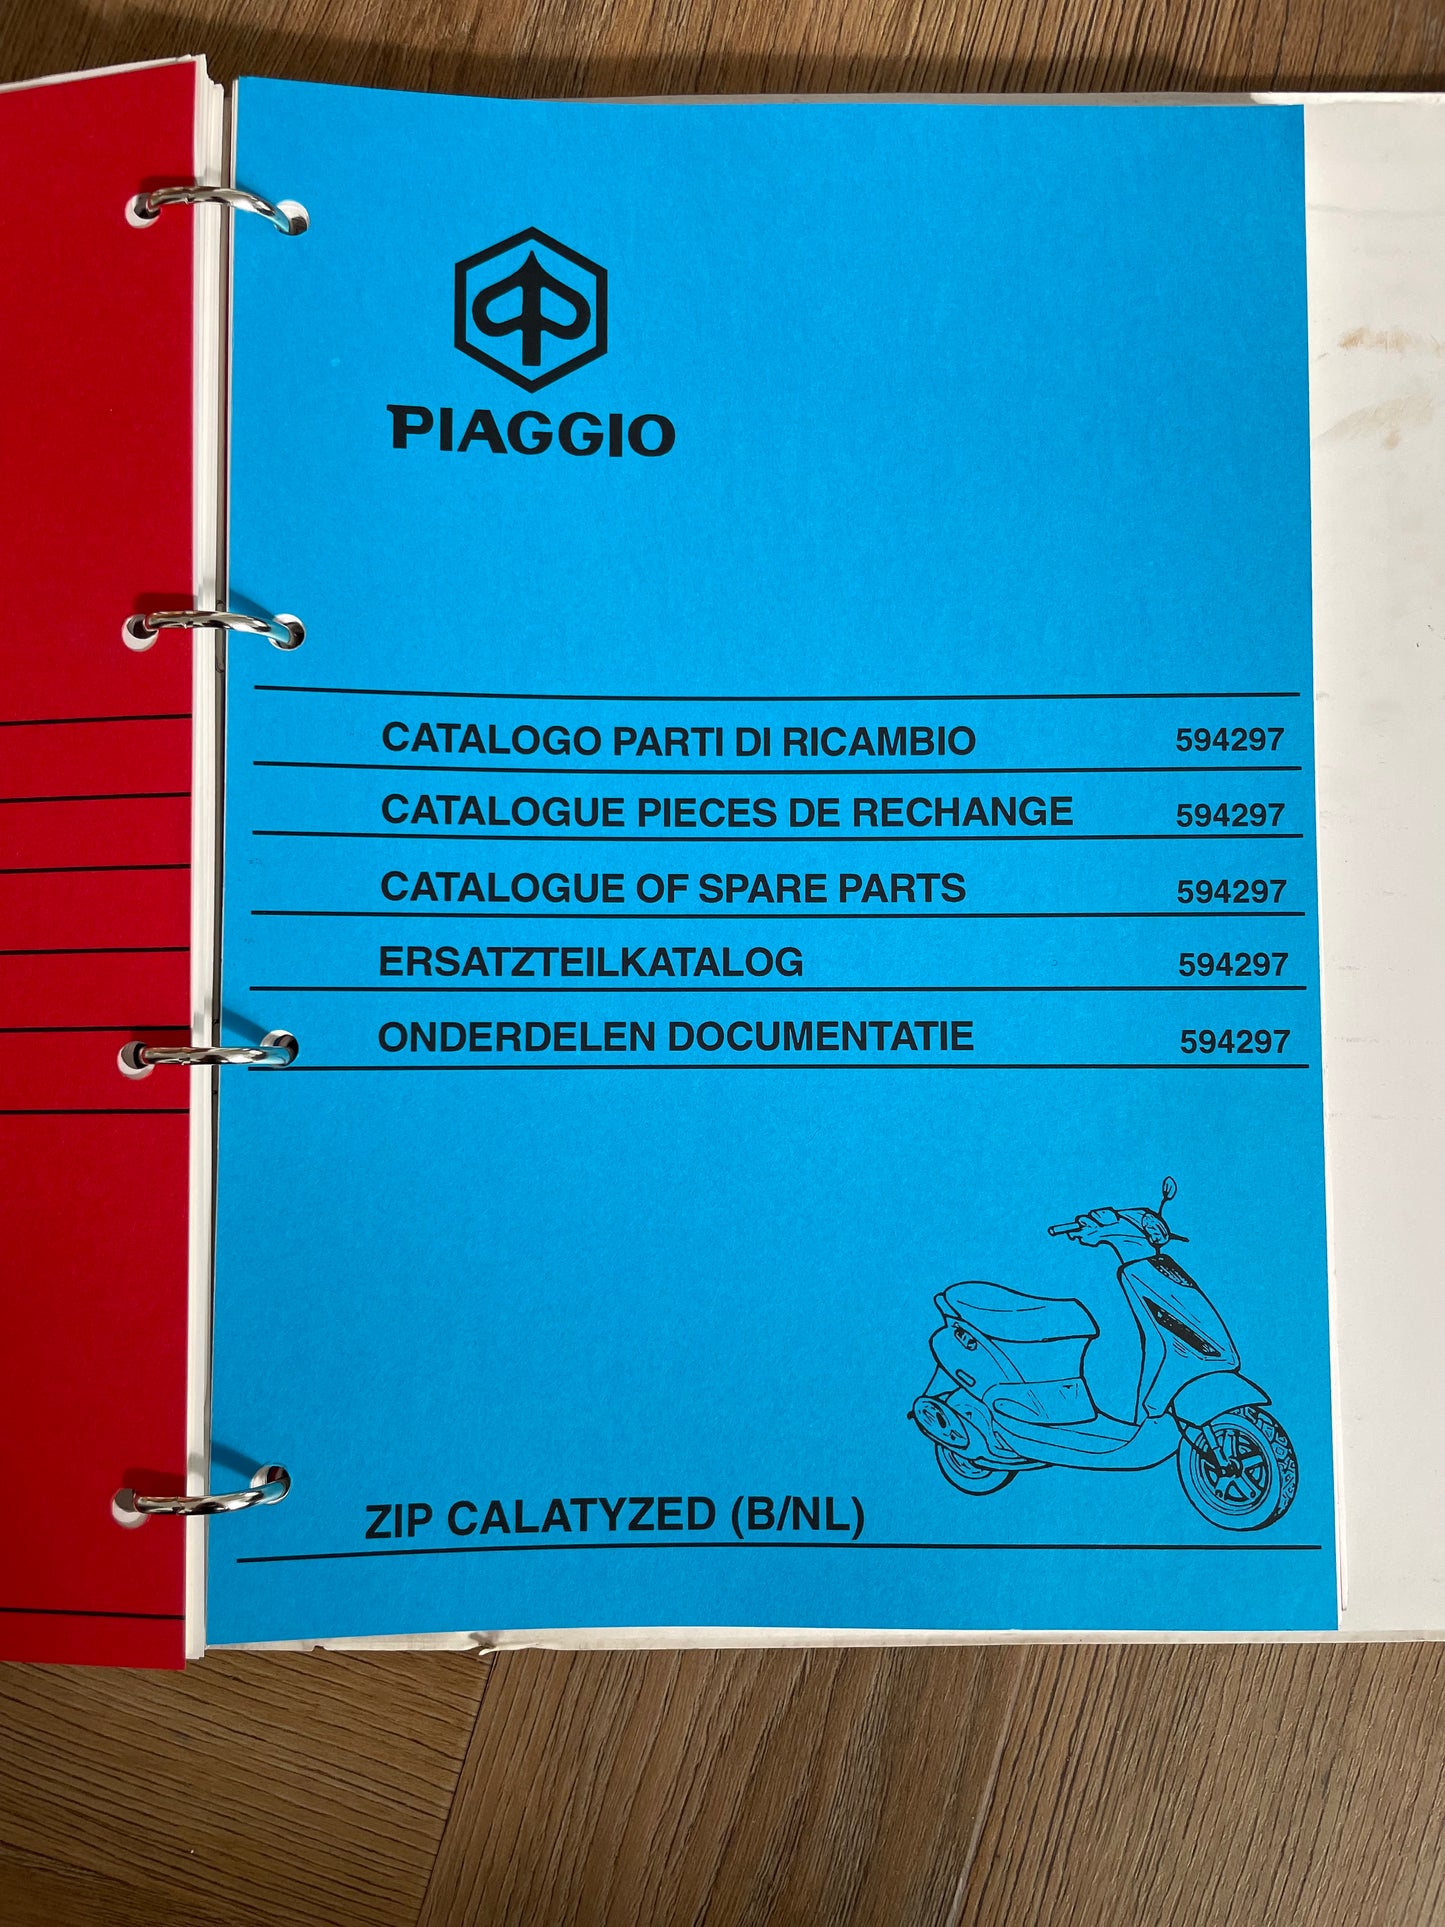 PIAGGIO
CATALOGO PARTI DI RICAMBIO 594297
CATALOGUE PIECES DE RECHANGE 594297
CATALOGUE OF SPARE PARTS 594297
ERSATZTEILKATALOG 594297
ONDERDELEN DOCUMENTATIE 594297
ZIP
ZIP CALATYZED (B/NL)